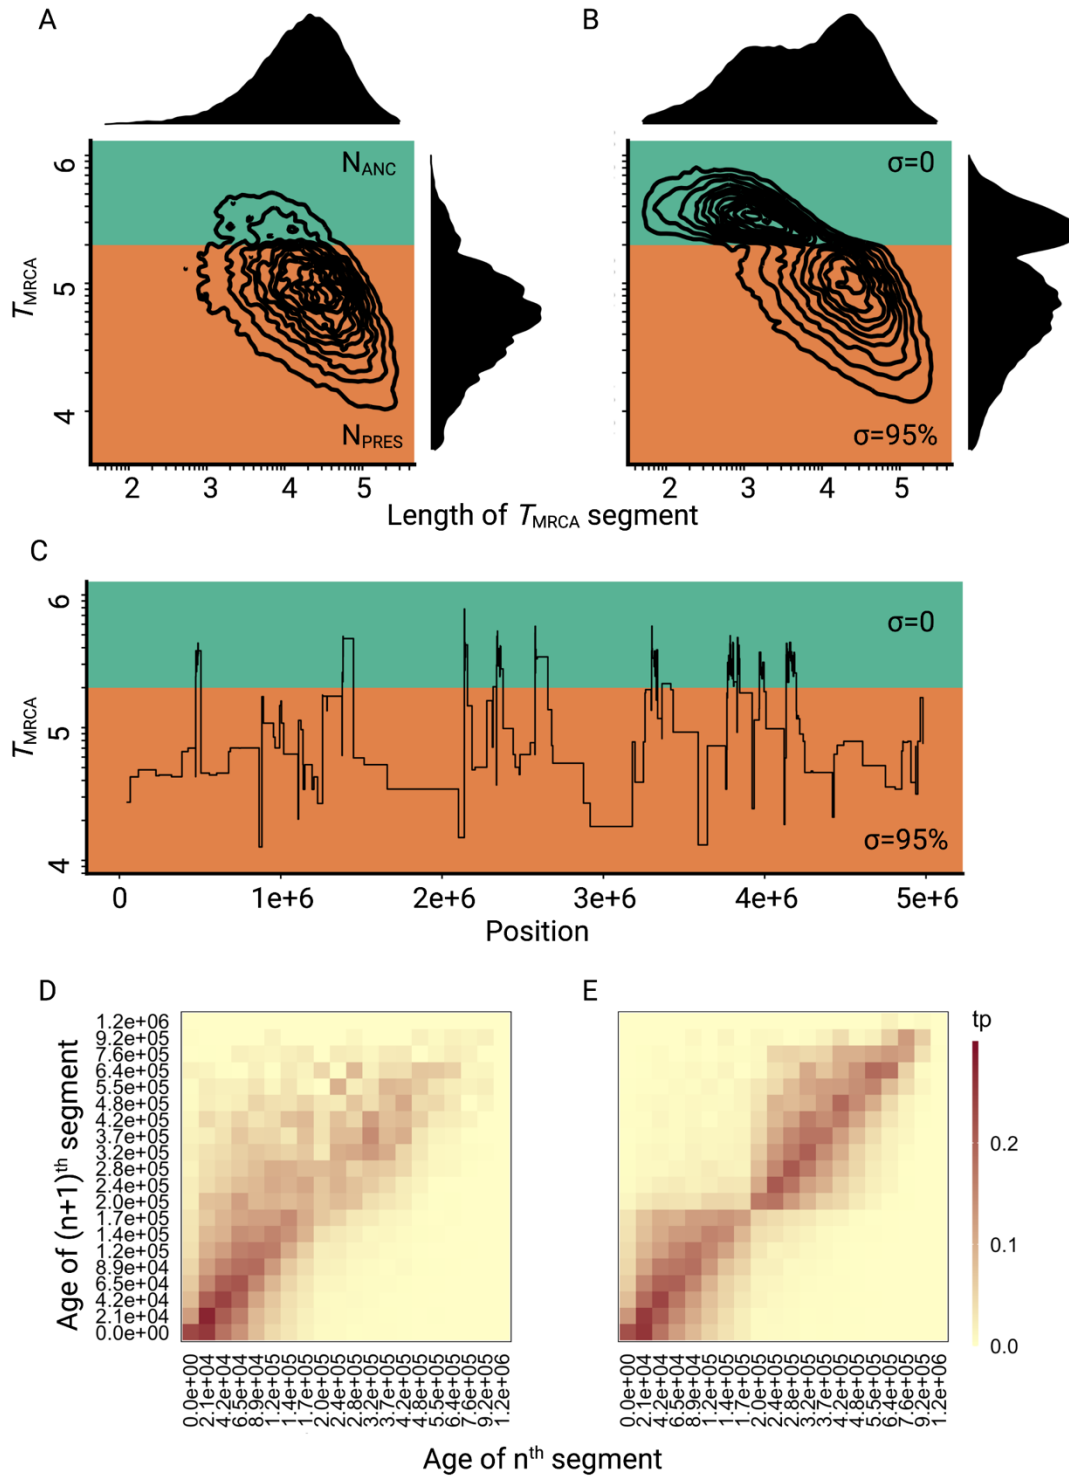 A
B
6
5
4
T_MRCA
N_ANC
N_PRES
σ=0
σ=95%
2 3 4 5
2 3 4 5
Length of T_MRCA segment
C
6
5
4
T_MRCA
σ=0
σ=95%
0 1e+6 2e+6 3e+6 4e+6 5e+6
Position
D
E
Age of (n+1)th segment
1.2e+06
9.2e+05
7.6e+05
6.4e+05
5.5e+05
4.8e+05
4.2e+05
3.7e+05
3.2e+05
2.8e+05
2.4e+05
2.0e+05
1.7e+05
1.4e+05
1.2e+05
8.9e+04
6.5e+04
4.2e+04
2.1e+04
0.0e+00
tp
0.2
0.1
0.0
0.0e+00
2.1e+04
4.2e+04
6.5e+04
8.9e+04
1.2e+05
1.4e+05
1.7e+05
2.0e+05
2.4e+05
2.8e+05
3.2e+05
3.7e+05
4.2e+05
4.8e+05
5.5e+05
6.4e+05
7.6e+05
9.2e+05
1.2e+06
0.0e+00
2.1e+04
4.2e+04
6.5e+04
8.9e+04
1.2e+05
1.4e+05
1.7e+05
2.0e+05
2.4e+05
2.8e+05
3.2e+05
3.7e+05
4.2e+05
4.8e+05
5.5e+05
6.4e+05
7.6e+05
9.2e+05
1.2e+06
Age of nth segment